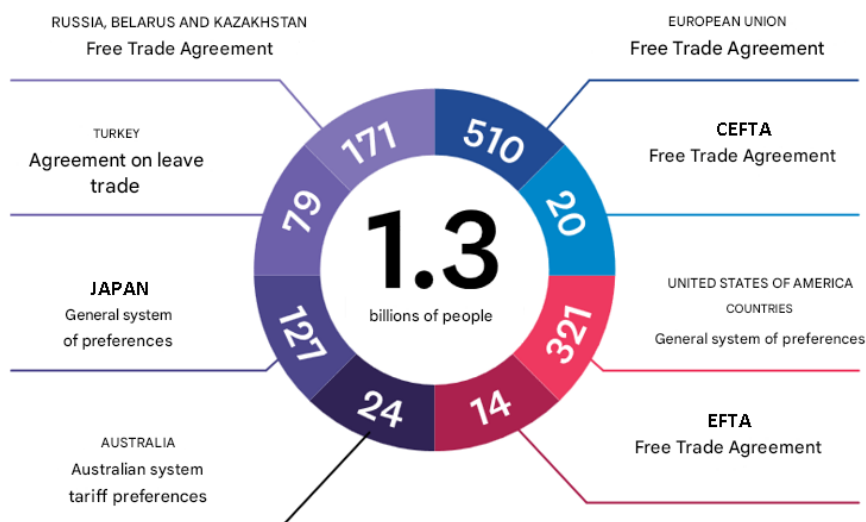 RUSSIA, BELARUS AND KAZAKHSTAN
Free Trade Agreement
EUROPEAN UNION
Free Trade Agreement
TURKEY
Agreement on leave
trade
CEFTA
Free Trade Agreement
171
510
79
20
1.3
billions of people
JAPAN
General system
of preferences
UNITED STATES OF AMERICA
COUNTRIES
General system of preferences
127
321
24
14
AUSTRALIA
Australian system
tariff preferences
EFTA
Free Trade Agreement